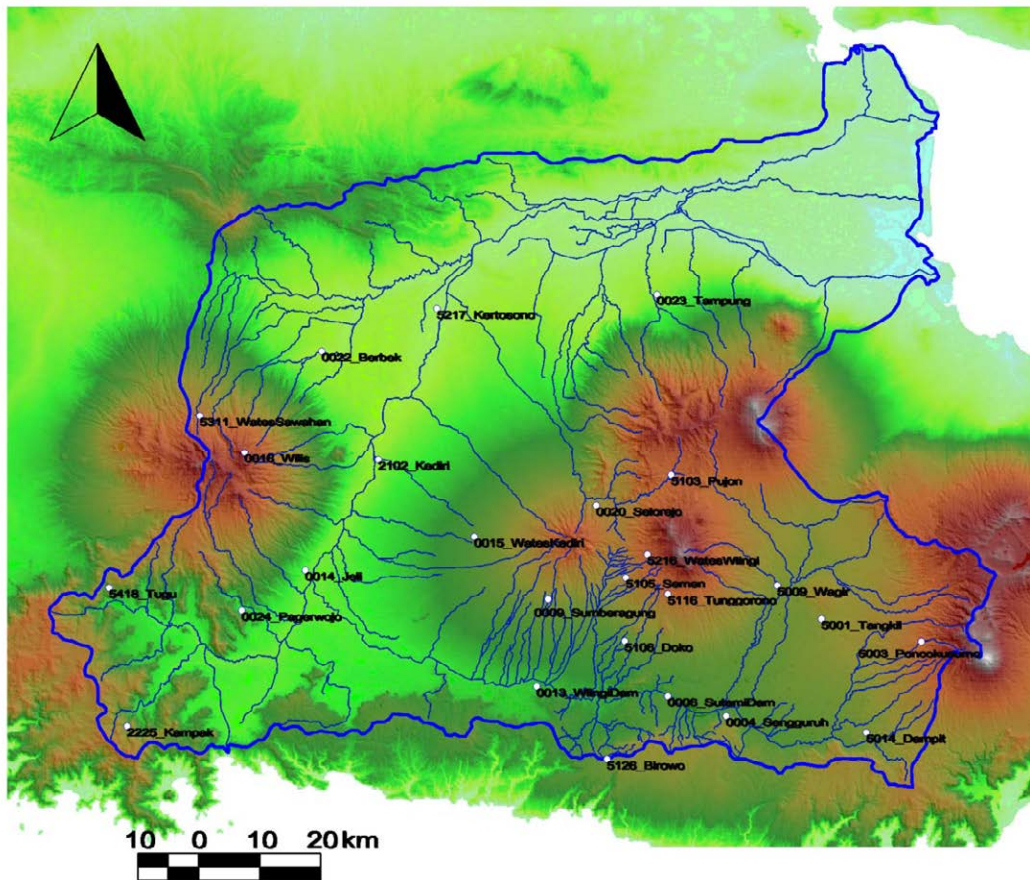 0023_Tampung
5217_Kertosono
0022_Berbek
5311_WatesSawahan
0016_Wilis
2102_Kediri
5103_Pujon
0020_Selorejo
0015_WatesKediri
5216_WatesWlingi
0014_Jeli
5105_Semen
5418_Tugu
5116_Tunggorono
5009_Wagir
0009_Sumberagung
0024_Pagerwojo
5001_Tangkil
5106_Doko
5003_Poncokusumo
0013_WlingiDam
0006_SutamiDam
0004_Sengguruh
2225_Kampak
5014_Dampit
5126_Birowo
10 0 10 20 km